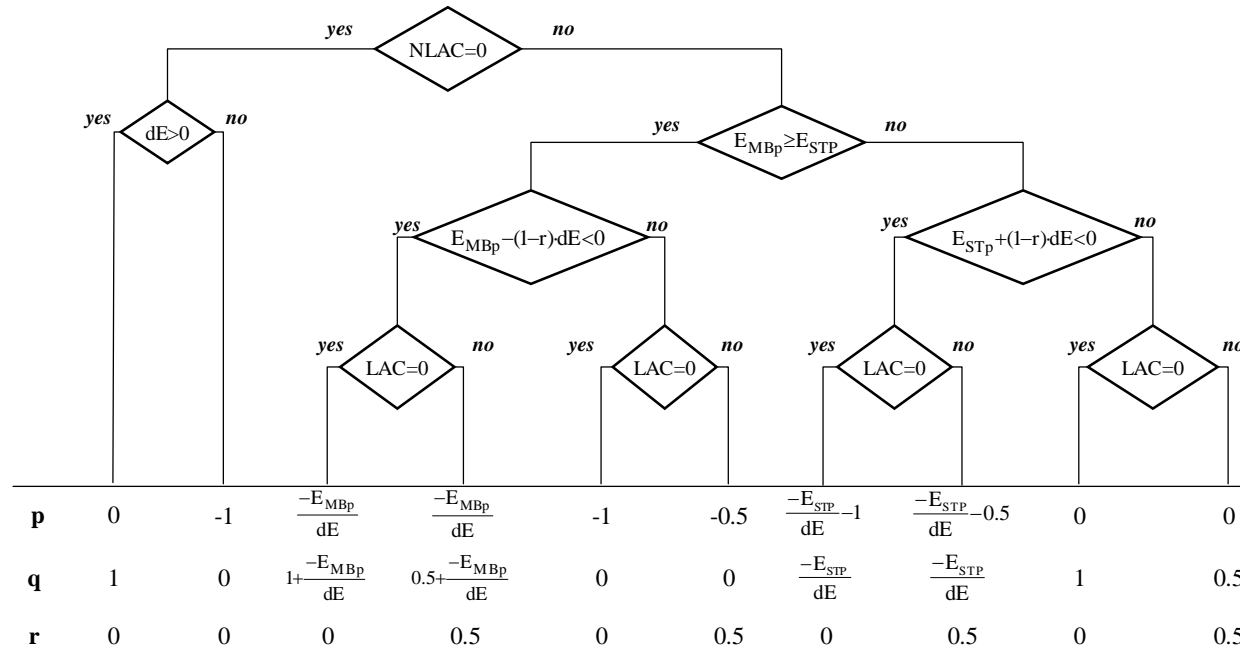 yes no
NLAC=0
yes no
dE>0
yes no
E_MBp≥E_STP
yes no
E_MBp−(1−r)·dE<0
yes no
E_STp+(1−r)·dE<0
yes no
LAC=0
yes no
LAC=0
yes no
LAC=0
yes no
LAC=0
p 0 -1 −E_MBp/dE −E_MBp/dE -1 -0.5 −E_STP/dE−1 −E_STP/dE−0.5 0 0
q 1 0 1+−E_MBp/dE 0.5+−E_MBp/dE 0 0 −E_STP/dE −E_STP/dE 1 0.5
r 0 0 0 0.5 0 0.5 0 0.5 0 0.5